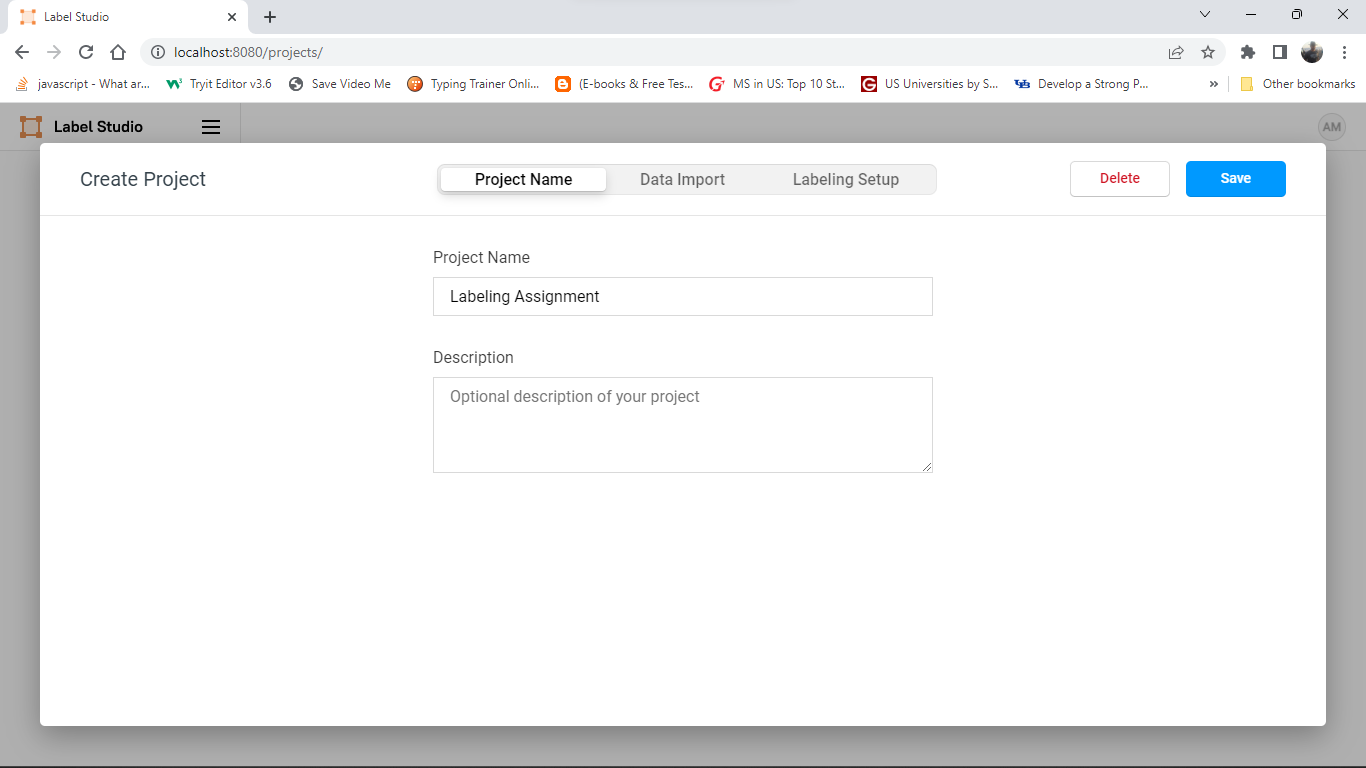 Label Studio
localhost:8080/projects/
javascript - What ar...
Tryit Editor v3.6
Save Video Me
Typing Trainer Onli...
(E-books & Free Tes...
MS in US: Top 10 St...
US Universities by S...
Develop a Strong P...
»
Other bookmarks
Label Studio
AM
Create Project
Project Name
Data Import
Labeling Setup
Delete
Save
Project Name
Labeling Assignment
Description
Optional description of your project